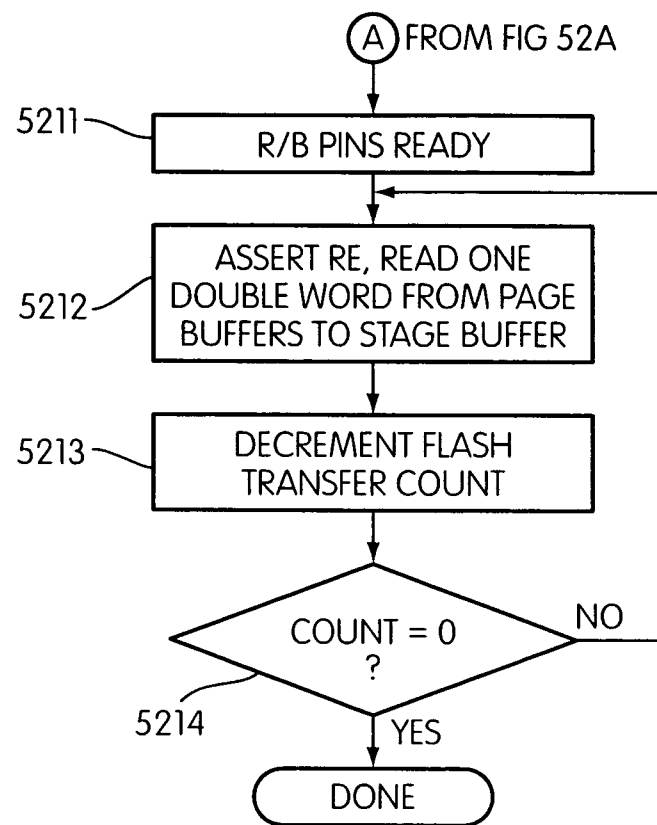 A FROM FIG 52A
5211
R/B PINS READY
5212
ASSERT RE, READ ONE
DOUBLE WORD FROM PAGE
BUFFERS TO STAGE BUFFER
5213
DECREMENT FLASH
TRANSFER COUNT
COUNT = 0
?
NO
5214
YES
DONE